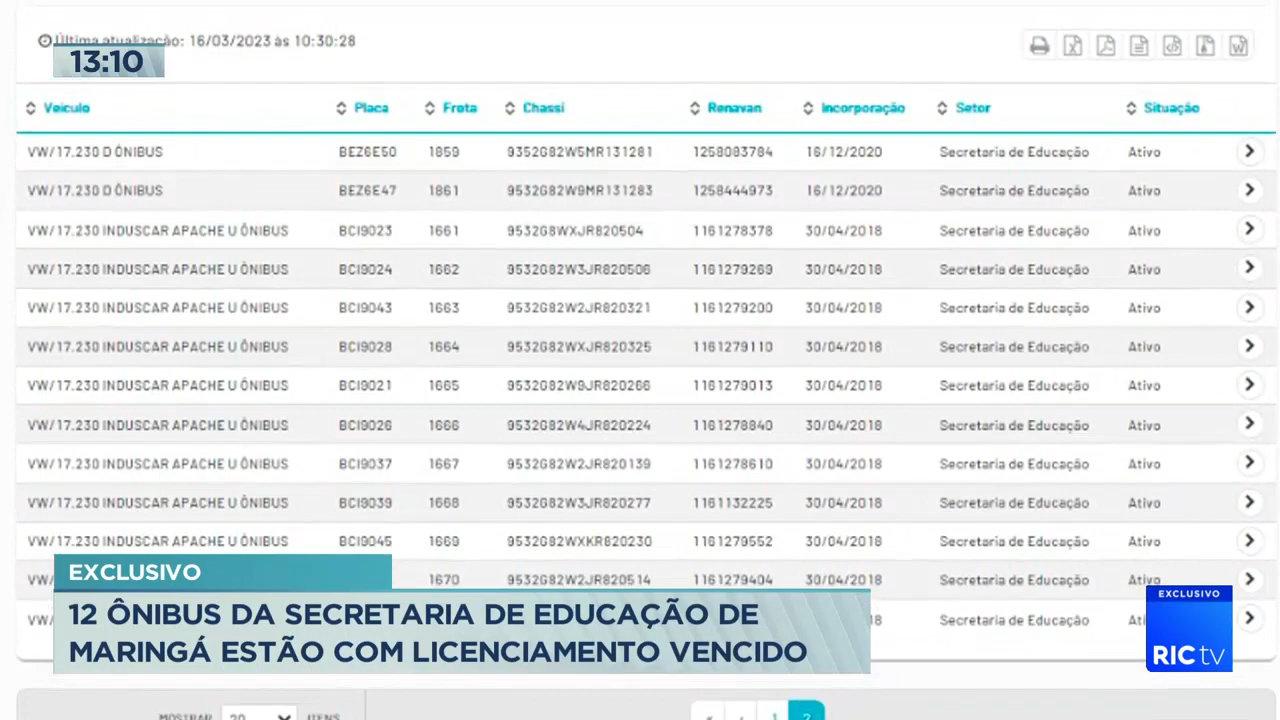 Última atualização: 16/03/2023 às 10:30:28
13:10
Veículo Placa Frota Chassi Renavan Incorporação Setor Situação
VW/17.230 D ÔNIBUS BEZ6E50 1859 9352G82W5MR131281 1258083784 16/12/2020 Secretaria de Educação Ativo
VW/17.230 D ÔNIBUS BEZ6E47 1861 9532G82W9MR131283 1258444973 16/12/2020 Secretaria de Educação Ativo
VW/17.230 INDUSCAR APACHE U ÔNIBUS BCI9023 1661 9532G8WXJR820504 1161278378 30/04/2018 Secretaria de Educação Ativo
VW/17.230 INDUSCAR APACHE U ÔNIBUS BCI9024 1662 9532G82W3JR820506 1161279269 30/04/2018 Secretaria de Educação Ativo
VW/17.230 INDUSCAR APACHE U ÔNIBUS BCI9043 1663 9532G82W2JR820321 1161279200 30/04/2018 Secretaria de Educação Ativo
VW/17.230 INDUSCAR APACHE U ÔNIBUS BCI9028 1664 9532G82WXJR820325 1161279110 30/04/2018 Secretaria de Educação Ativo
VW/17.230 INDUSCAR APACHE U ÔNIBUS BCI9021 1665 9532G82W9JR820266 1161279013 30/04/2018 Secretaria de Educação Ativo
VW/17.230 INDUSCAR APACHE U ÔNIBUS BCI9026 1666 9532G82W4JR820224 1161278840 30/04/2018 Secretaria de Educação Ativo
VW/17.230 INDUSCAR APACHE U ÔNIBUS BCI9037 1667 9532G82W2JR820139 1161278610 30/04/2018 Secretaria de Educação Ativo
VW/17.230 INDUSCAR APACHE U ÔNIBUS BCI9039 1668 9532G82W3JR820277 1161132225 30/04/2018 Secretaria de Educação Ativo
VW/17.230 INDUSCAR APACHE U ÔNIBUS BCI9045 1669 9532G82WXKR820230 1161279552 30/04/2018 Secretaria de Educação Ativo
VW/ 1670 9532G82W2JR820514 1161279404 30/04/2018 Secretaria de Educação Ativo
VW/ 18 Secretaria de Educação
EXCLUSIVO
12 ÔNIBUS DA SECRETARIA DE EDUCAÇÃO DE
MARINGÁ ESTÃO COM LICENCIAMENTO VENCIDO
EXCLUSIVO
RIC tv
MOSTRAR 20 ITENS
« ‹ 1 2